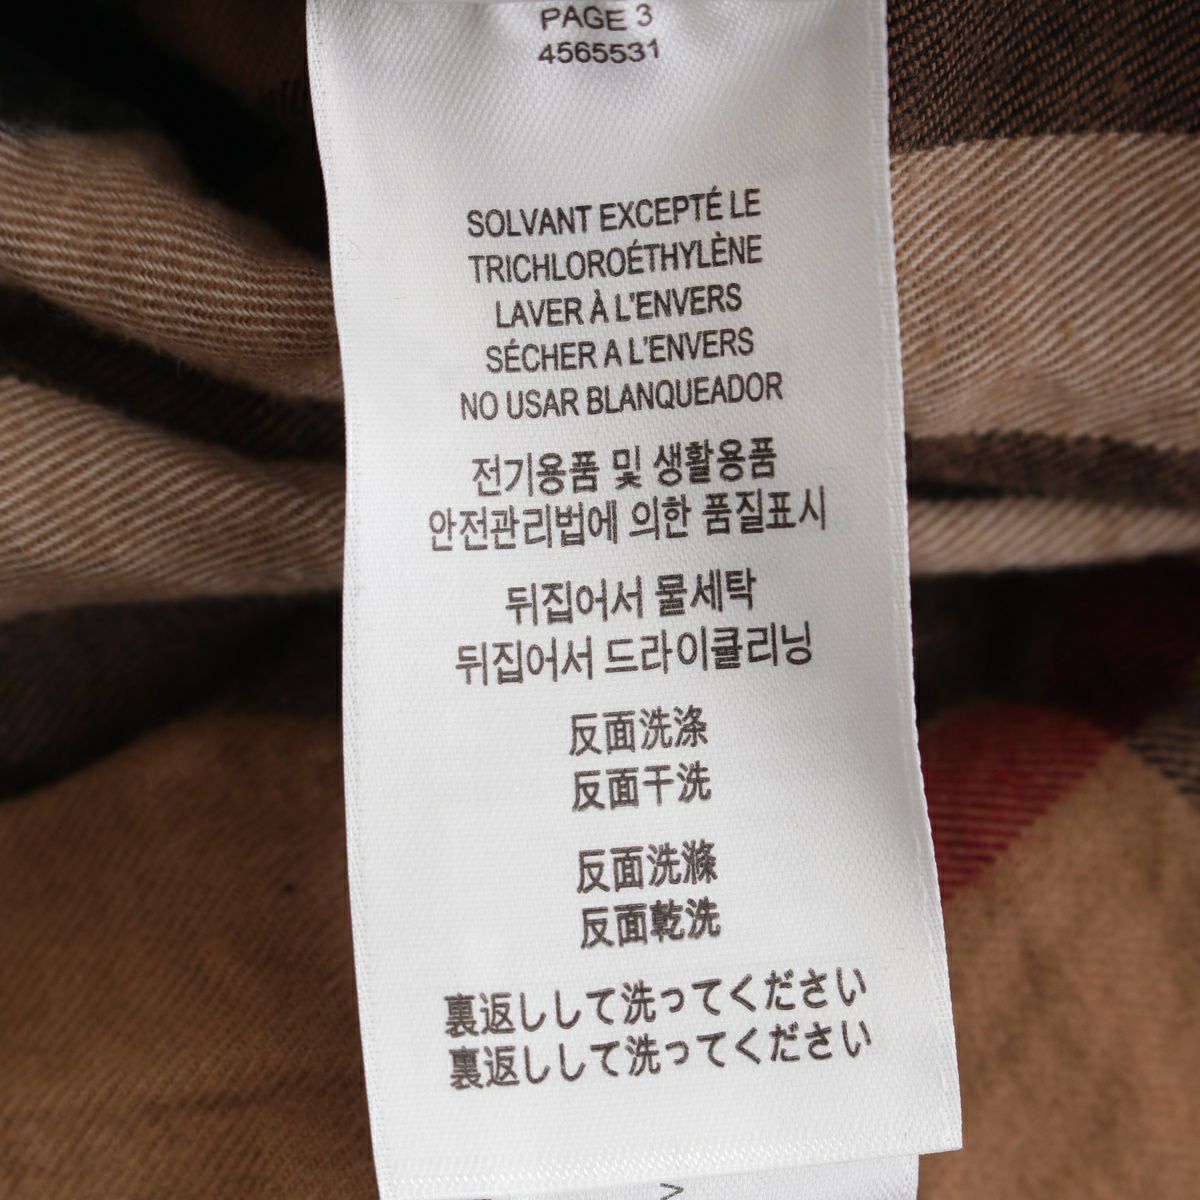 PAGE 3
4565531
SOLVANT EXCEPTÉ LE
TRICHLOROÉTHYLÈNE
LAVER À L'ENVERS
SÉCHER A L'ENVERS
NO USAR BLANQUEADOR
전기용품 및 생활용품
안전관리법에 의한 품질표시
뒤집어서 물세탁
뒤집어서 드라이클리닝
反面洗涤
反面干洗
反面洗滌
反面乾洗
裏返しして洗ってください
裏返しして洗ってください